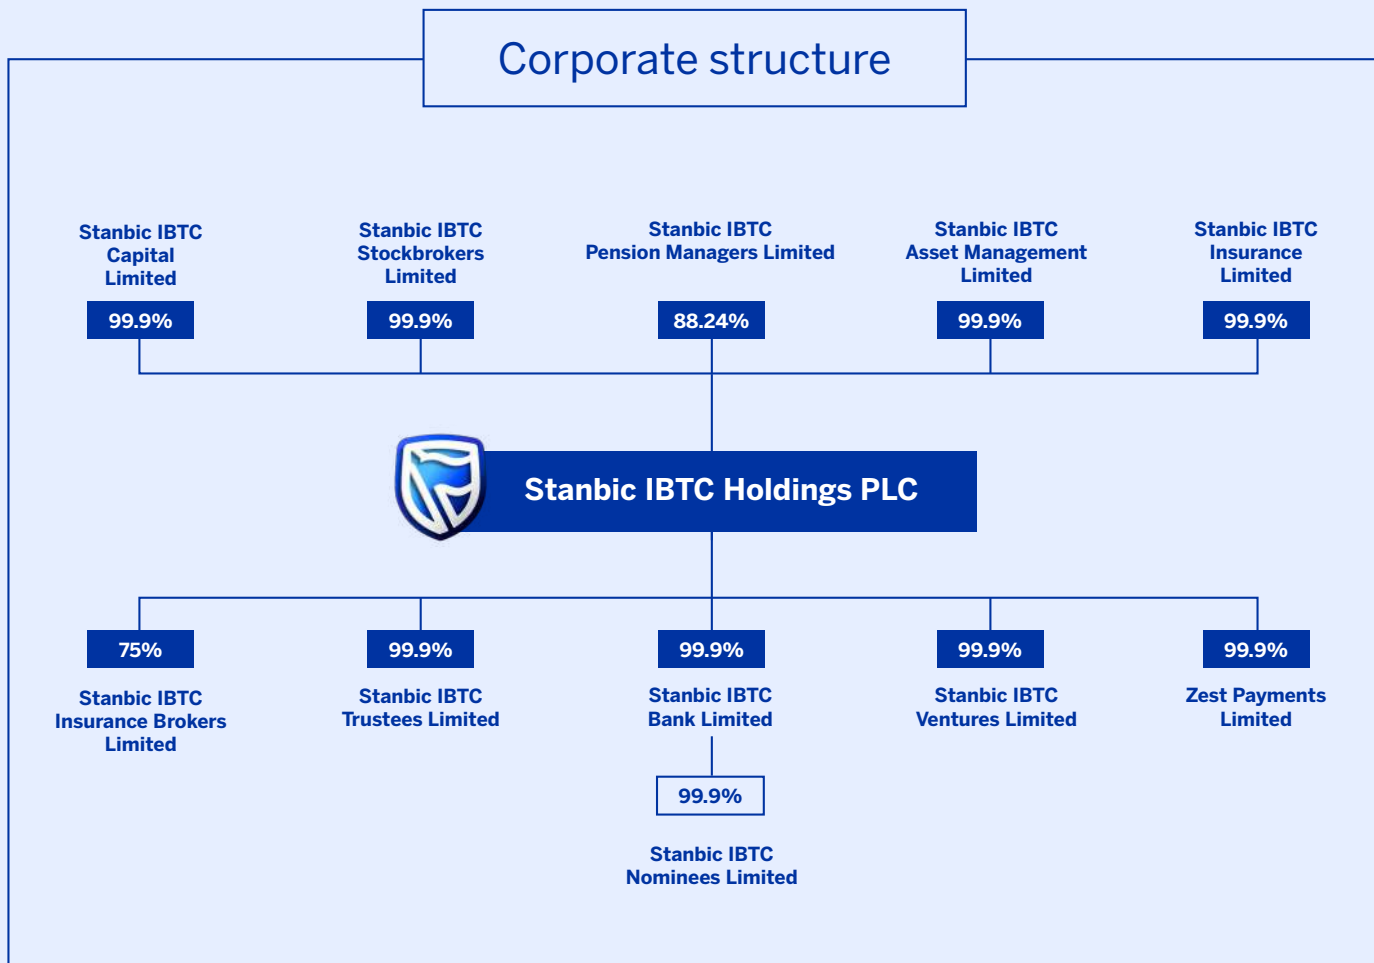 Corporate structure
Stanbic IBTC
Capital
Limited
99.9%
Stanbic IBTC
Stockbrokers
Limited
99.9%
Stanbic IBTC
Pension Managers Limited
88.24%
Stanbic IBTC
Asset Management
Limited
99.9%
Stanbic IBTC
Insurance
Limited
99.9%
Stanbic IBTC Holdings PLC
75%
Stanbic IBTC
Insurance Brokers
Limited
99.9%
Stanbic IBTC
Trustees Limited
99.9%
Stanbic IBTC
Bank Limited
99.9%
Stanbic IBTC
Nominees Limited
99.9%
Stanbic IBTC
Ventures Limited
99.9%
Zest Payments
Limited